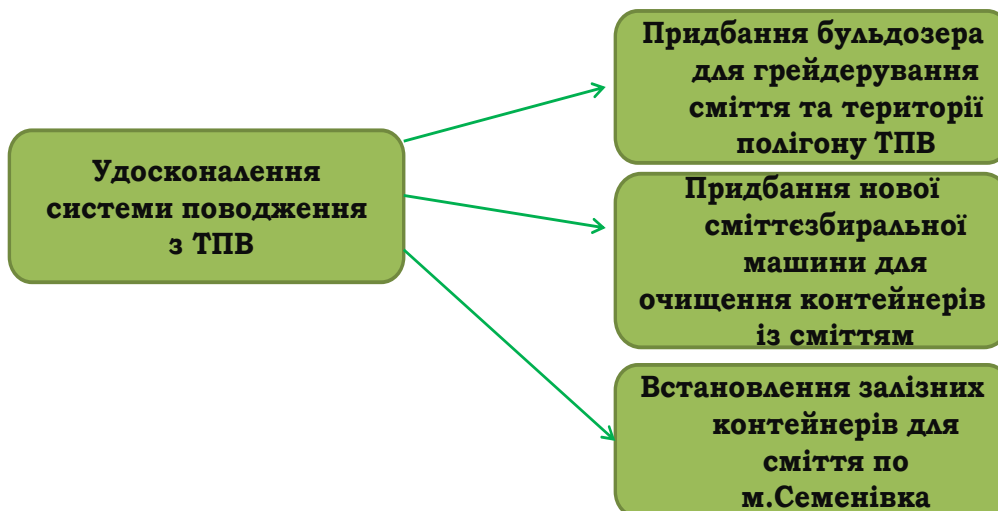 Удосконалення
системи поводження
з ТПВ
Придбання бульдозера
для грейдерування
сміття та території
полігону ТПВ
Придбання нової
сміттєзбиральної
машини для
очищення контейнерів
із сміттям
Встановлення залізних
контейнерів для
сміття по
м.Семенівка